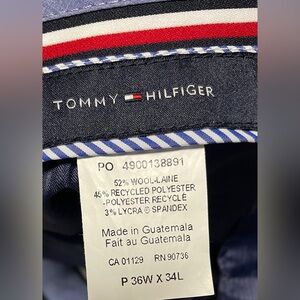 TOMMY HILFIGER
PO 4900138891
52% WOOL-LAINE
45% RECYCLED POLYESTER
-POLYESTER RECYCLÉ
3% LYCRA ® SPANDEX
Made in Guatemala
Fait au Guatemala
CA 01129 RN 90736
P 36W X 34L